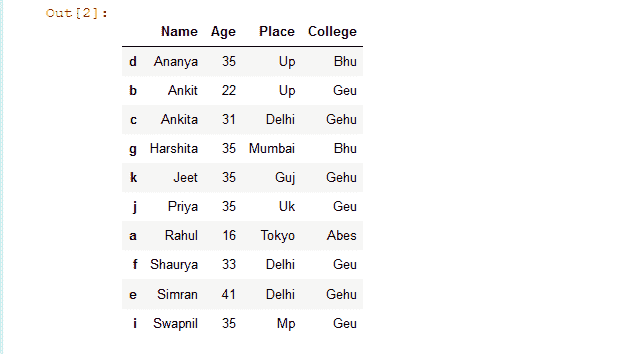 Out[2]:
Name Age Place College
d Ananya 35 Up Bhu
b Ankit 22 Up Geu
c Ankita 31 Delhi Gehu
g Harshita 35 Mumbai Bhu
k Jeet 35 Guj Gehu
j Priya 35 Uk Geu
a Rahul 16 Tokyo Abes
f Shaurya 33 Delhi Geu
e Simran 41 Delhi Gehu
i Swapnil 35 Mp Geu